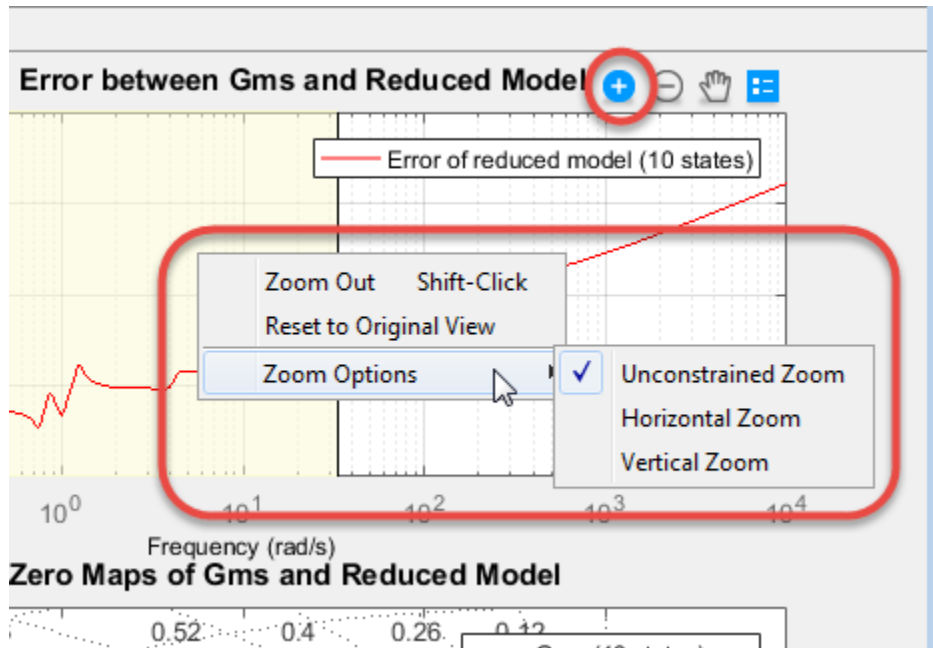 Error between Gms and Reduced Model
Error of reduced model (10 states)
Zoom Out Shift-Click
Reset to Original View
Zoom Options
Unconstrained Zoom
Horizontal Zoom
Vertical Zoom
10^0 10^1 10^2 10^3 10^4
Frequency (rad/s)
Zero Maps of Gms and Reduced Model
0.52 0.4 0.26 0.12